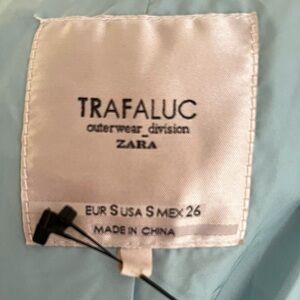 TRAFALUC
outerwear_division
ZARA
EUR S USA S MEX 26
MADE IN CHINA